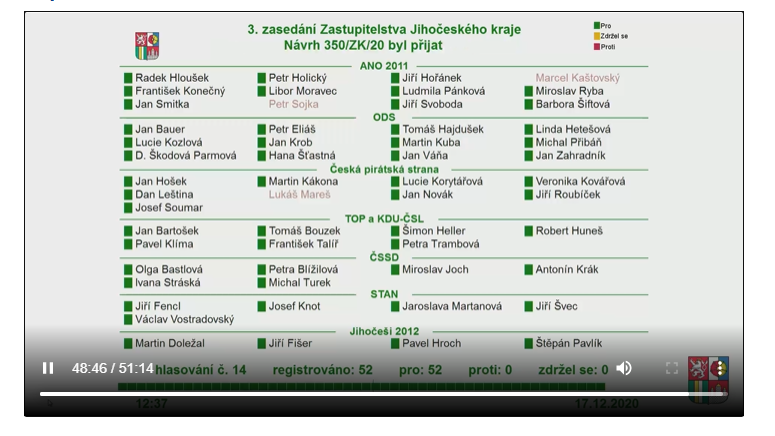 3. zasedání Zastupitelstva Jihočeského kraje
Návrh 350/ZK/20 byl přijat
Pro
Zdržel se
Proti
ANO 2011
Radek Hloušek Petr Holický Jiří Hořánek Marcel Kaštovský
František Konečný Libor Moravec Ludmila Pánková Miroslav Ryba
Jan Smitka Petr Sojka Jiří Svoboda Barbora Šiftová
ODS
Jan Bauer Petr Eliáš Tomáš Hajdušek Linda Hetešová
Lucie Kozlová Jan Krob Martin Kuba Michal Přibáň
D. Škodová Parmová Hana Šťastná Jan Váňa Jan Zahradník
Česká pirátská strana
Jan Hošek Martin Kákona Lucie Korytářová Veronika Kovářová
Dan Leština Lukáš Mareš Jan Novák Jiří Roubíček
Josef Soumar
TOP a KDU-ČSL
Jan Bartošek Tomáš Bouzek Šimon Heller Robert Huneš
Pavel Klíma František Talíř Petra Trambová
ČSSD
Olga Bastlová Petra Blížilová Miroslav Joch Antonín Krák
Ivana Stráská Michal Turek
STAN
Jiří Fencl Josef Knot Jaroslava Martanová Jiří Švec
Václav Vostradovský
Jihočeši 2012
Martin Doležal Jiří Fišer Pavel Hroch Štěpán Pavlík
48:46 / 51:14 hlasování č. 14 registrováno: 52 pro: 52 proti: 0 zdržel se: 0
12:37 17.12.2020